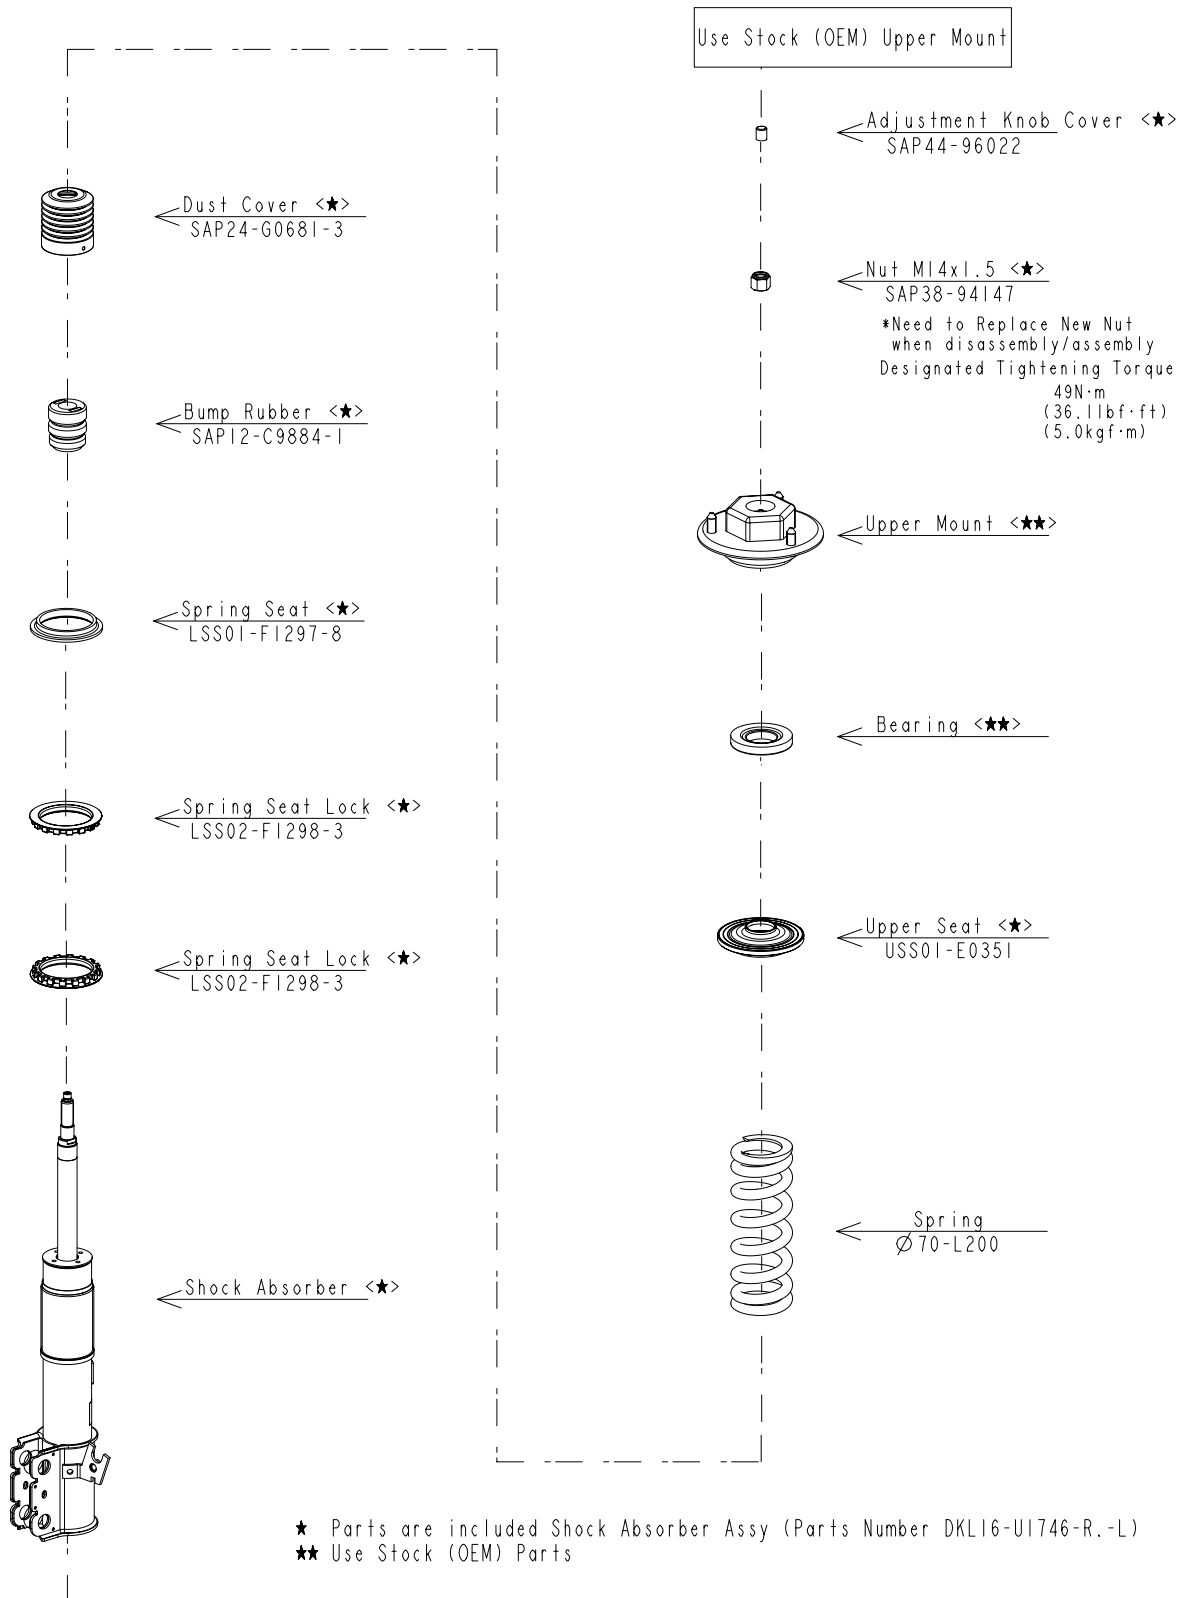 Use Stock (OEM) Upper Mount
Adjustment Knob Cover <★>
SAP44-96022
Dust Cover <★>
SAP24-G0681-3
Nut M14x1.5 <★>
SAP38-94147
*Need to Replace New Nut
when disassembly/assembly
Designated Tightening Torque
49N·m
(36.1lbf·ft)
(5.0kgf·m)
Bump Rubber <★>
SAP12-C9884-1
Upper Mount <★★>
Spring Seat <★>
LSS01-F1297-8
Bearing <★★>
Spring Seat Lock <★>
LSS02-F1298-3
Upper Seat <★>
USS01-E0351
Spring Seat Lock <★>
LSS02-F1298-3
Spring
Ø70-L200
Shock Absorber <★>
★ Parts are included Shock Absorber Assy (Parts Number DKL16-U1746-R.-L)
★★ Use Stock (OEM) Parts